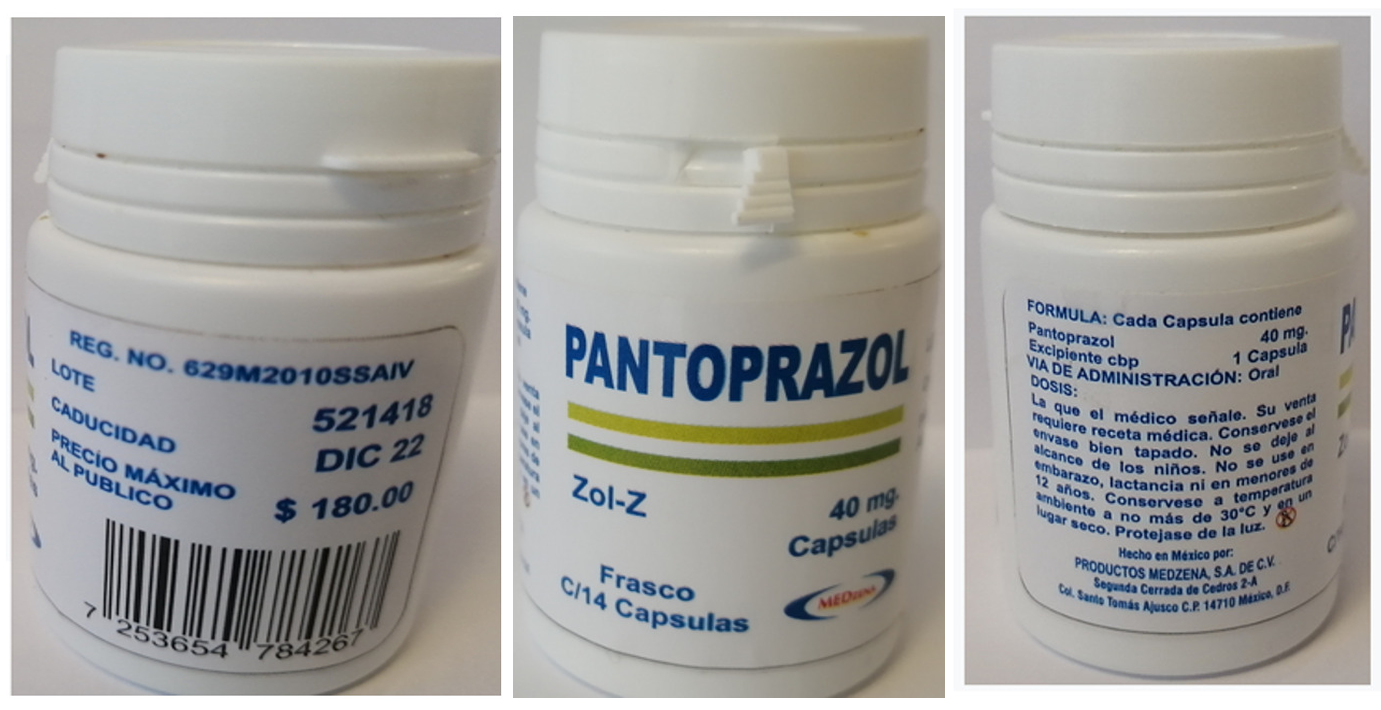 REG. NO. 629M2010SSAIV
LOTE 521418
CADUCIDAD DIC 22
PRECÍO MÁXIMO
AL PUBLICO $ 180.00
7 253654 784267
PANTOPRAZOL
Zol-Z
40 mg.
Capsulas
Frasco
C/14 Capsulas
MEDZENA
FORMULA: Cada Capsula contiene
Pantoprazol 40 mg.
Excipiente cbp 1 Capsula
VIA DE ADMINISTRACIÓN: Oral
DOSIS:
La que el médico señale. Su venta
requiere receta médica. Conservese el
envase bien tapado. No se deje al
alcance de los niños. No se use en
embarazo, lactancia ni en menores de
12 años. Conservese a temperatura
ambiente a no más de 30°C y en un
lugar seco. Protejase de la luz.
Hecho en México por:
PRODUCTOS MEDZENA, S.A. DE C.V.
Segunda Cerrada de Cedros 2-A
Col. Santo Tomás Ajusco C.P. 14710 México, D.F.